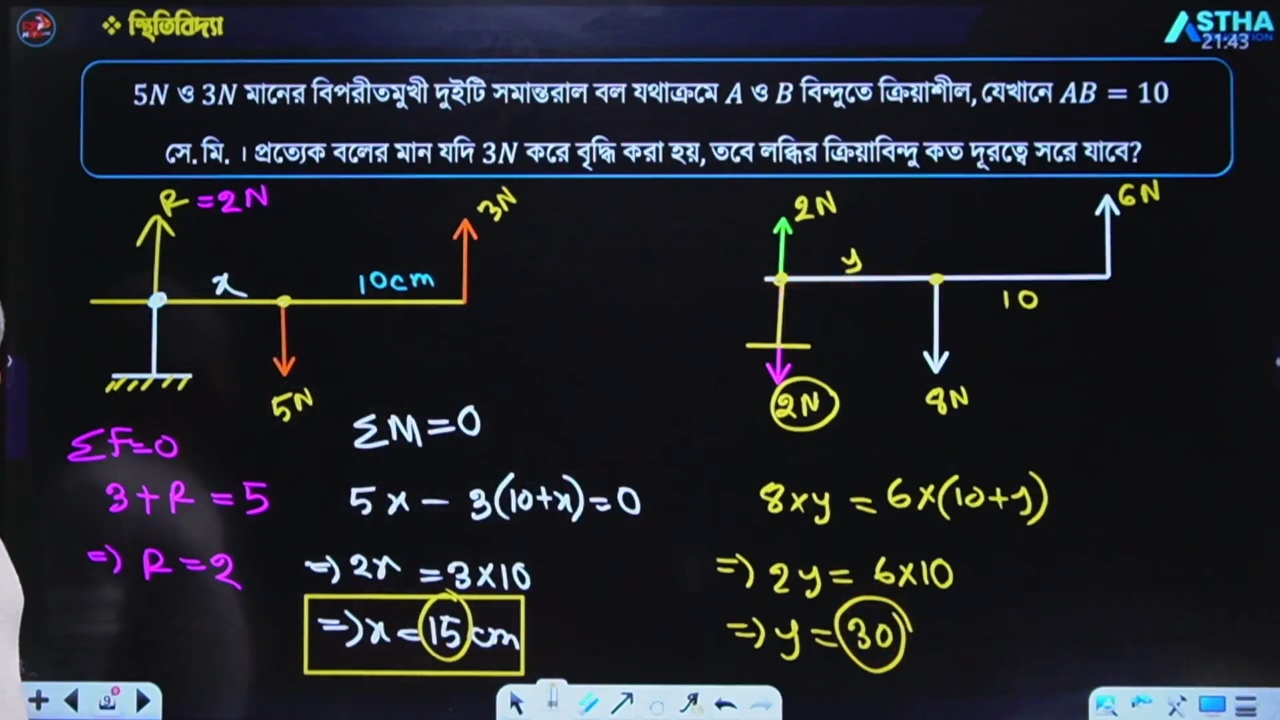 ❖ স্থিতিবিদ্যা
ASTHA
21:43
5N ও 3N মানের বিপরীতমুখী দুইটি সমান্তরাল বল যথাক্রমে A ও B বিন্দুতে ক্রিয়াশীল, যেখানে AB = 10
সে. মি. । প্রত্যেক বলের মান যদি 3N করে বৃদ্ধি করা হয়, তবে লব্ধির ক্রিয়াবিন্দু কত দূরত্বে সরে যাবে?
R = 2N
3N
x
10cm
5N
ΣF=0
3+R = 5
=> R = 2
ΣM=0
5x - 3(10+x)=0
=> 2x = 3×10
=> x = 15 cm
2N
6N
y
10
2N
8N
8×y = 6×(10+y)
=> 2y = 6×10
=> y = 30